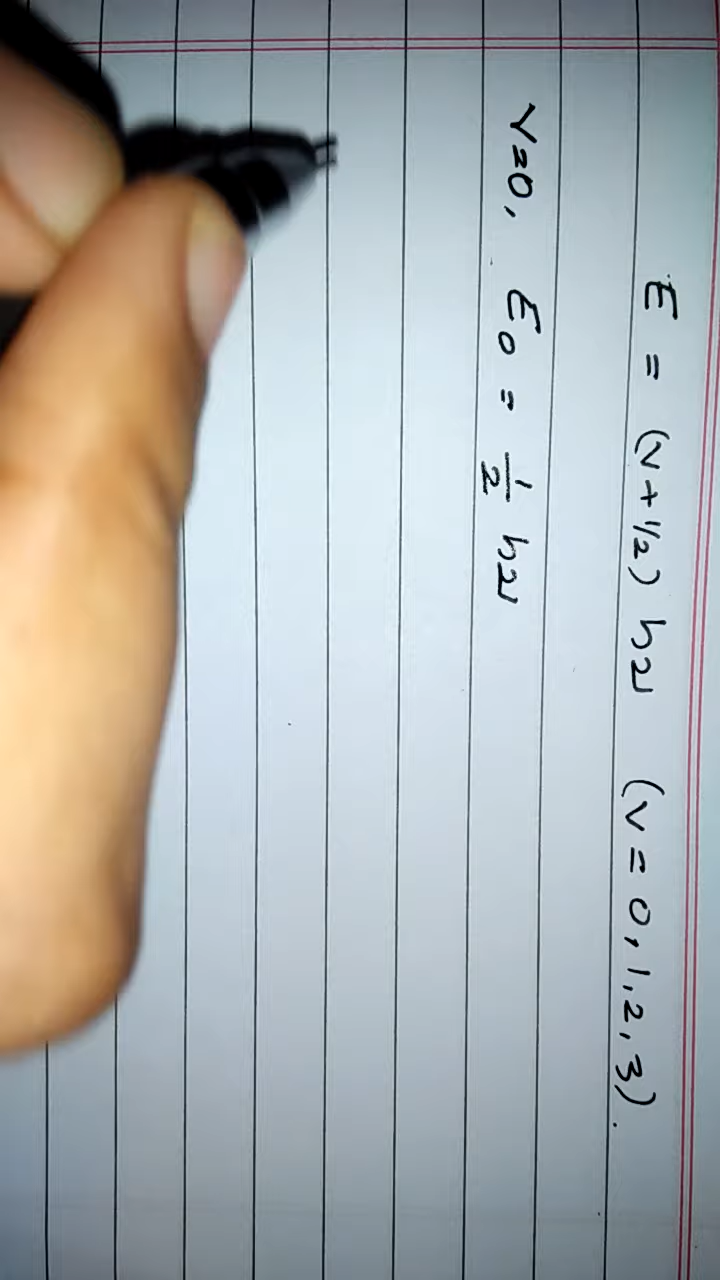 E = (v + 1/2) hν (v = 0, 1, 2, 3).
v=0, E₀ = 1/2 hν